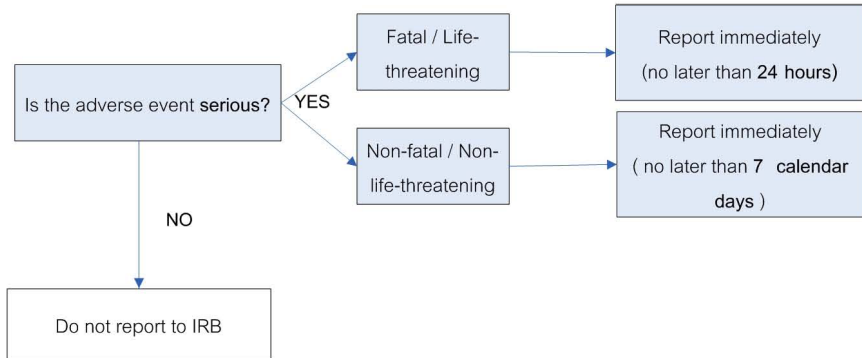 Is the adverse event serious?
YES
Fatal / Life-
threatening
Report immediately
(no later than 24 hours)
Non-fatal / Non-
life-threatening
Report immediately
( no later than 7 calendar
days )
NO
Do not report to IRB